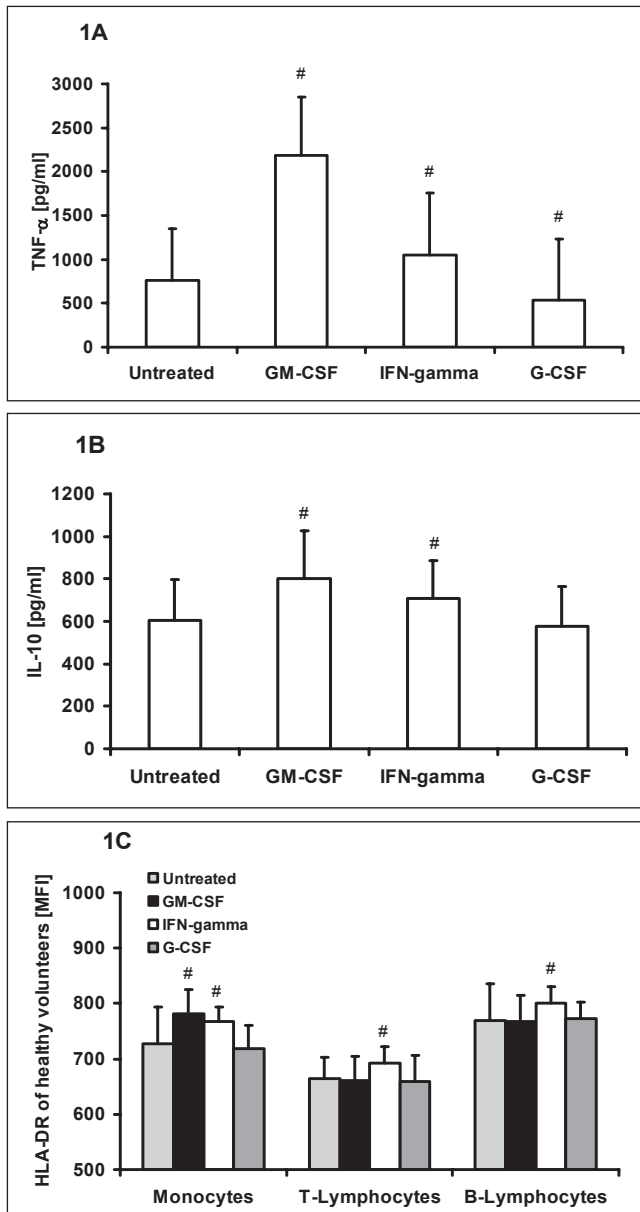 1A
TNF-α [pg/ml]
3000
2500
2000
1500
1000
500
0
#
#
#
Untreated GM-CSF IFN-gamma G-CSF
1B
IL-10 [pg/ml]
1200
1000
800
600
400
200
0
#
#
Untreated GM-CSF IFN-gamma G-CSF
1C
HLA-DR of healthy volunteers [MFI]
Untreated
GM-CSF
IFN-gamma
G-CSF
1000
900
800
700
600
500
# #
#
#
Monocytes T-Lymphocytes B-Lymphocytes